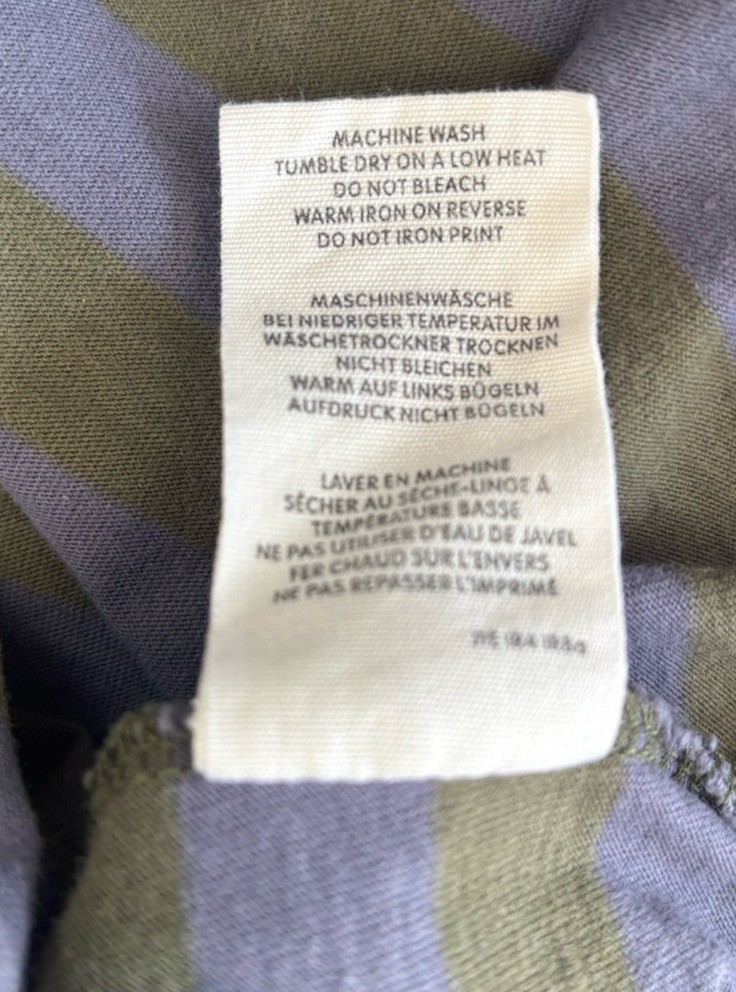 MACHINE WASH
TUMBLE DRY ON A LOW HEAT
DO NOT BLEACH
WARM IRON ON REVERSE
DO NOT IRON PRINT
MASCHINENWÄSCHE
BEI NIEDRIGER TEMPERATUR IM
WÄSCHETROCKNER TROCKNEN
NICHT BLEICHEN
WARM AUF LINKS BÜGELN
AUFDRUCK NICHT BÜGELN
LAVER EN MACHINE
SÉCHER AU SÈCHE-LINGE À
TEMPÉRATURE BASSE
NE PAS UTILISER D'EAU DE JAVEL
FER CHAUD SUR L'ENVERS
NE PAS REPASSER L'IMPRIMÉ